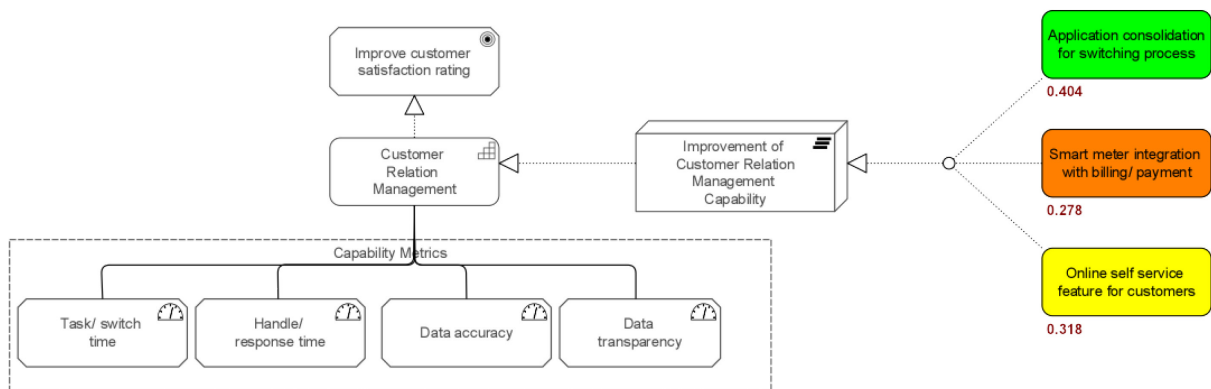 Improve customer
satisfaction rating
Customer
Relation
Management
Improvement of
Customer Relation
Management
Capability
Application consolidation
for switching process
0.404
Smart meter integration
with billing/ payment
0.278
Online self service
feature for customers
0.318
Capability Metrics
Task/ switch
time
Handle/
response time
Data accuracy
Data
transparency